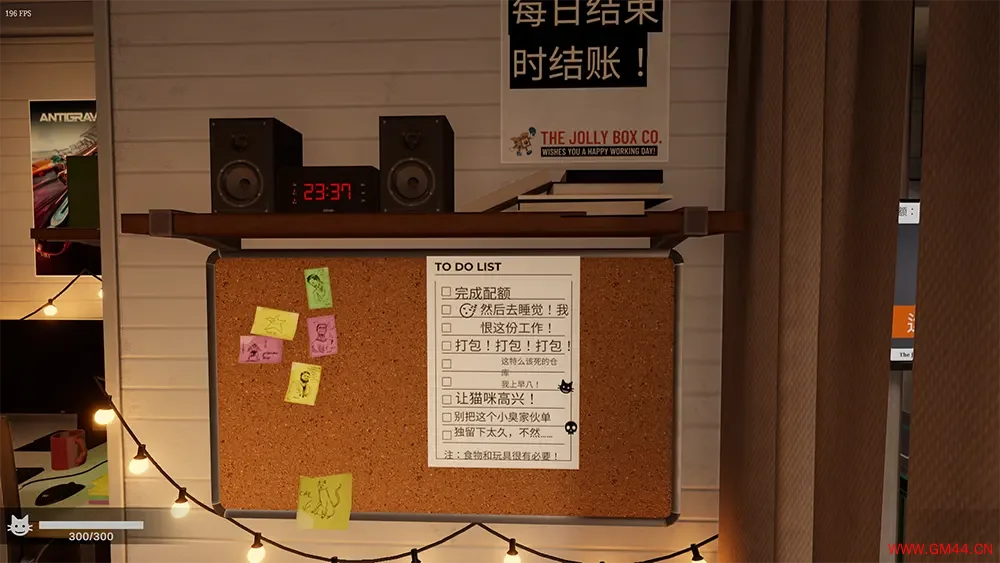 196 FPS
每日结束
时结账！
THE JOLLY BOX CO.
WISHES YOU A HAPPY WORKING DAY!
ANTIGRAV
23:37
TO DO LIST
完成配额
然后去睡觉！我
恨这份工作！
打包！打包！打包！
这特么该死的仓
库
我上早八！
让猫咪高兴！
别把这个小臭家伙单
独留下太久，不然……
注：食物和玩具很有必要！
额：
The J
300/300
WWW.GM44.CN